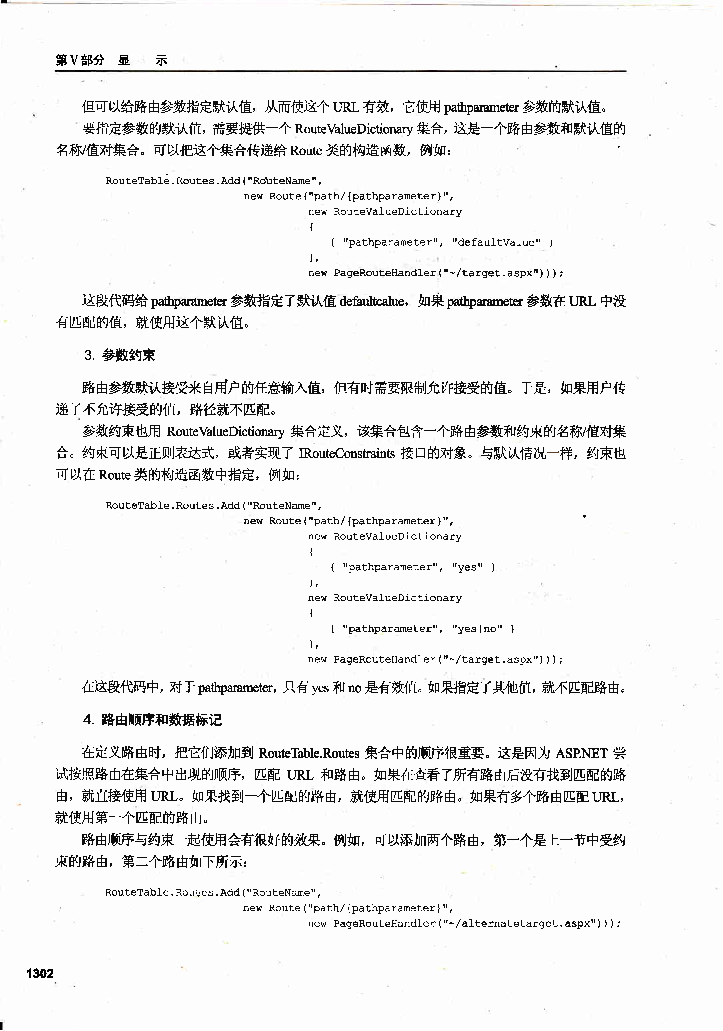 第V部分 显 示
但可以给路由参数指定默认值，从而使这个 URL 有效，它使用 pathparameter 参数的默认值。
要指定参数的默认值，需要提供一个 RouteValueDictionary 集合，这是一个路由参数和默认值的
名称/值对集合。可以把这个集合传递给 Route 类的构造函数，例如：
RouteTable.Routes.Add("RouteName",
new Route("path/{pathparameter}",
new RouteValueDictionary
{
{ "pathparameter", "defaultValue" }
},
new PageRouteHandler("~/target.aspx")));
这段代码给 pathparameter 参数指定了默认值 defaultcalue，如果 pathparameter 参数在 URL 中没
有匹配的值，就使用这个默认值。
3. 参数约束
路由参数默认接受来自用户的任意输入值，但有时需要限制允许接受的值。于是，如果用户传
递了不允许接受的值，路径就不匹配。
参数约束也用 RouteValueDictionary 集合定义，该集合包含一个路由参数和约束的名称/值对集
合。约束可以是正则表达式，或者实现了 IRouteConstraints 接口的对象。与默认情况一样，约束也
可以在 Route 类的构造函数中指定，例如：
RouteTable.Routes.Add("RouteName",
new Route("path/{pathparameter}",
new RouteValueDictionary
{
{ "pathparameter", "yes" }
},
new RouteValueDictionary
{
{ "pathparameter", "yes|no" }
},
new PageRouteHandler("~/target.aspx")));
在这段代码中，对于 pathparameter，只有 yes 和 no 是有效值。如果指定了其他值，就不匹配路由。
4. 路由顺序和数据标记
在定义路由时，把它们添加到 RouteTable.Routes 集合中的顺序很重要。这是因为 ASP.NET 尝
试按照路由在集合中出现的顺序，匹配 URL 和路由。如果在查看了所有路由后没有找到匹配的路
由，就直接使用 URL。如果找到一个匹配的路由，就使用匹配的路由。如果有多个路由匹配 URL，
就使用第一个匹配的路由。
路由顺序与约束一起使用会有很好的效果。例如，可以添加两个路由，第一个是上一节中受约
束的路由，第二个路由如下所示：
RouteTable.Routes.Add("RouteName",
new Route("path/{pathparameter}",
new PageRouteHandler("~/alternatetarget.aspx")));
1302